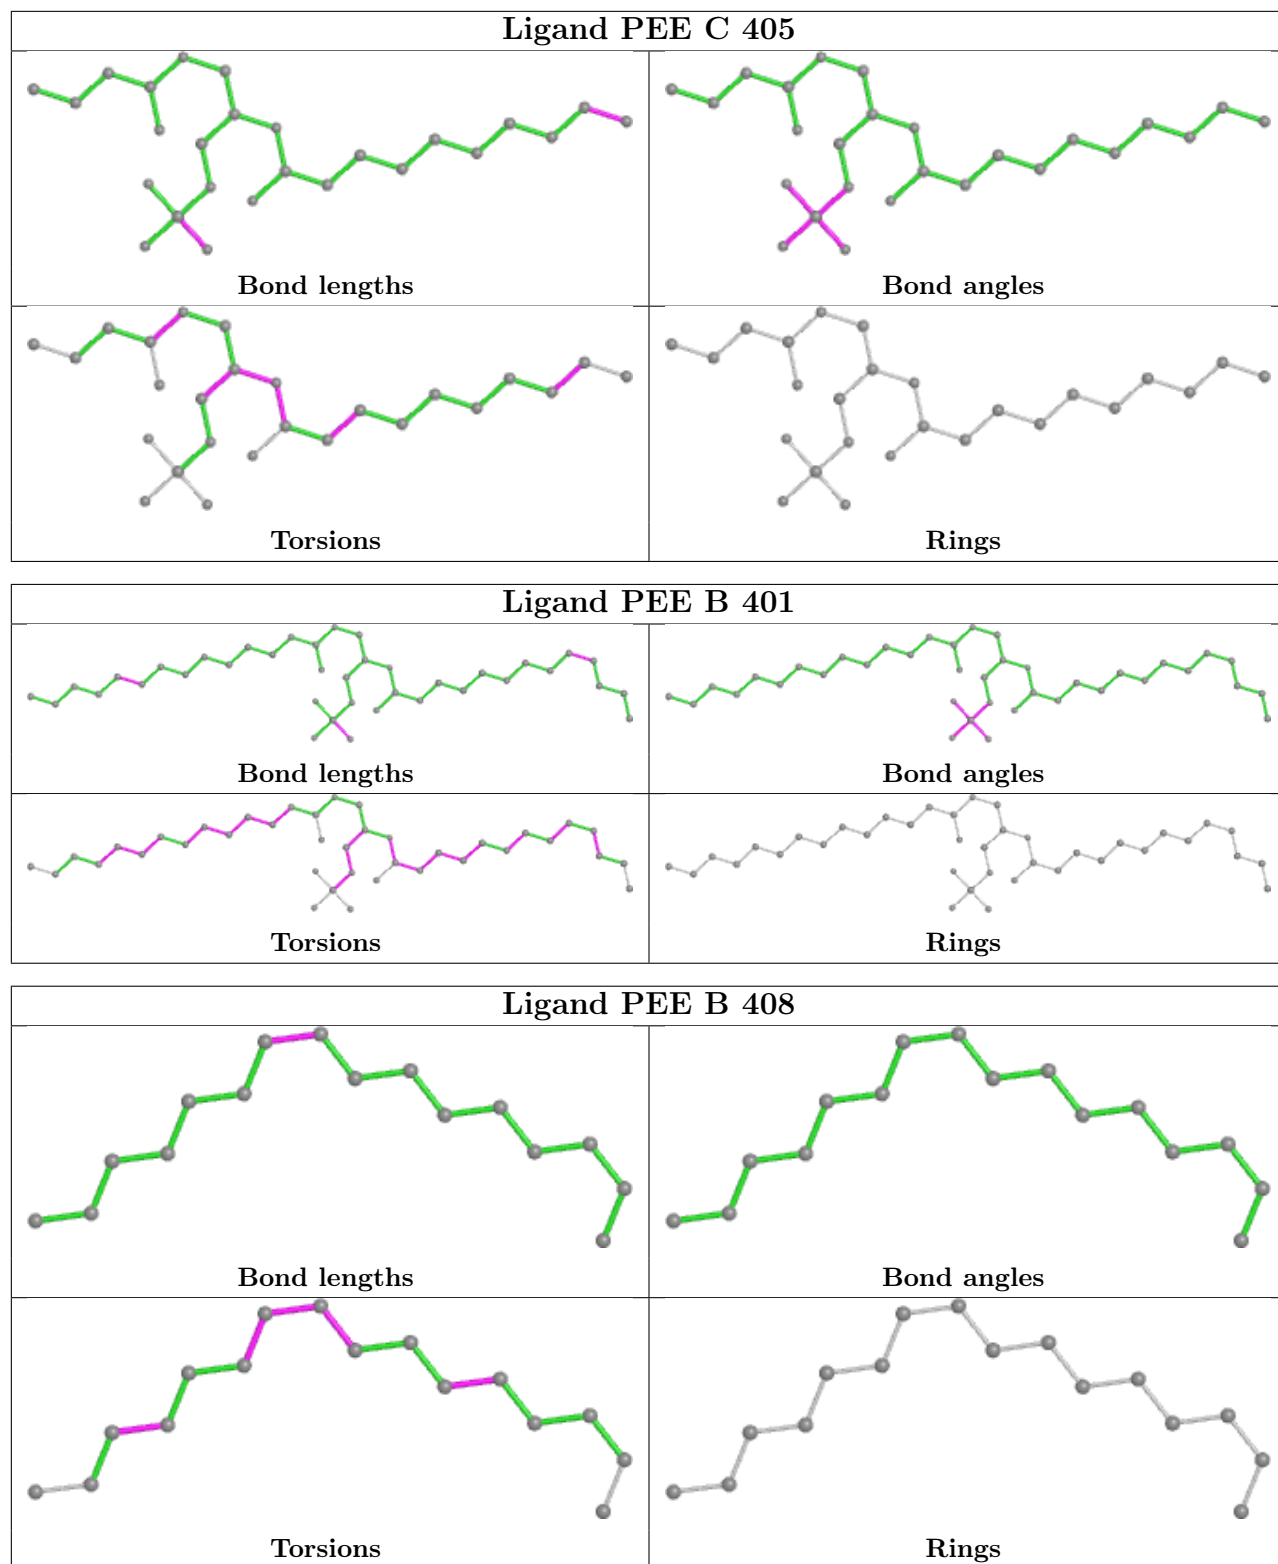 Ligand PEE C 405
Bond lengths
Bond angles
Torsions
Rings
Ligand PEE B 401
Bond lengths
Bond angles
Torsions
Rings
Ligand PEE B 408
Bond lengths
Bond angles
Torsions
Rings